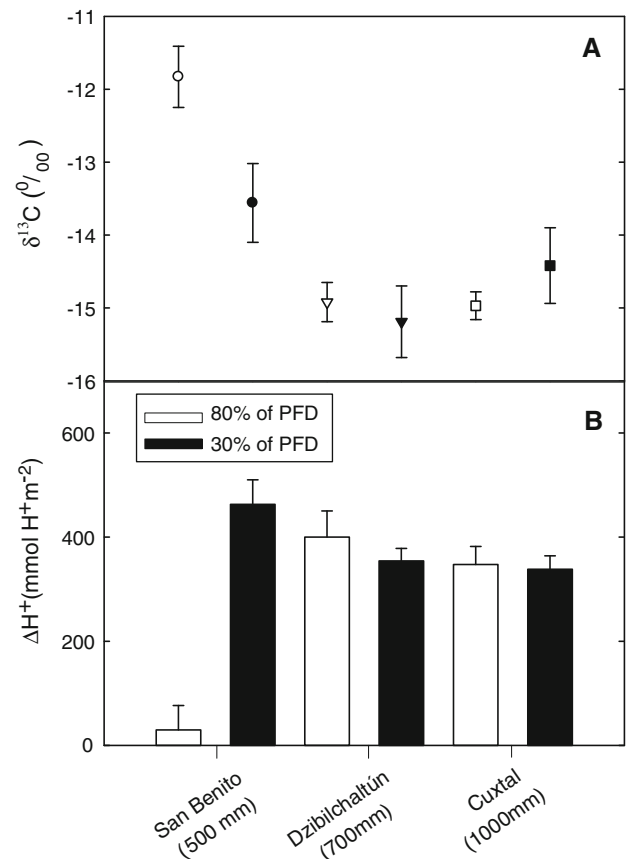 -11
A
-12
-13
-14
-15
-16
δ¹³C (⁰/₀₀)
B
80% of PFD
30% of PFD
600
400
200
0
ΔH⁺(mmol H⁺m⁻²)
San Benito
(500 mm)
Dzibilchaltún
(700mm)
Cuxtal
(1000mm)